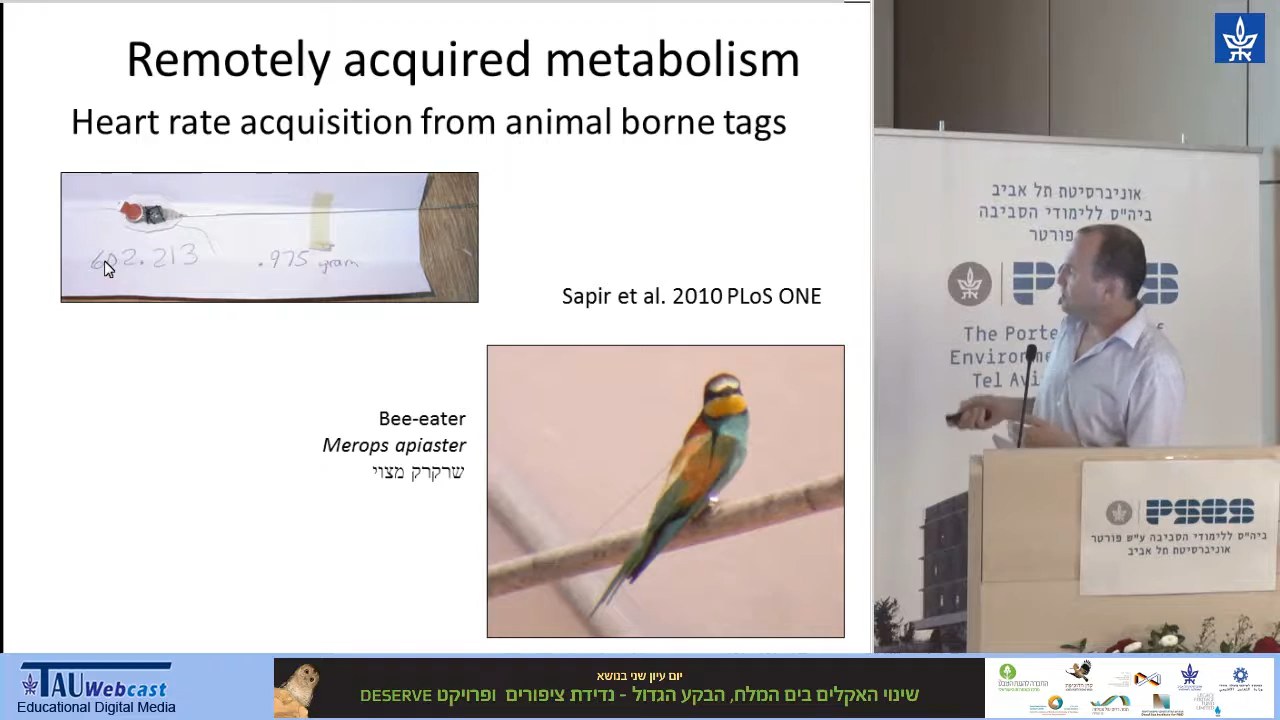 Remotely acquired metabolism
Heart rate acquisition from animal borne tags
602.213
.975 gram
Sapir et al. 2010 PLoS ONE
Bee-eater
Merops apiaster
שרקרק מצוי
אוניברסיטת תל אביב
ביה"ס ללימודי הסביבה
פורטר
The Porte
Environme
Tel Avi
PSES
ביה"ס ללימודי הסביבה ע"ש פורטר
אוניברסיטת תל אביב
TAU Webcast
Educational Digital Media
יום עיון שני בנושא
שינוי האקלים בים המלח, הבקע הגדול - נדידת ציפורים ופרויקט DESERVE